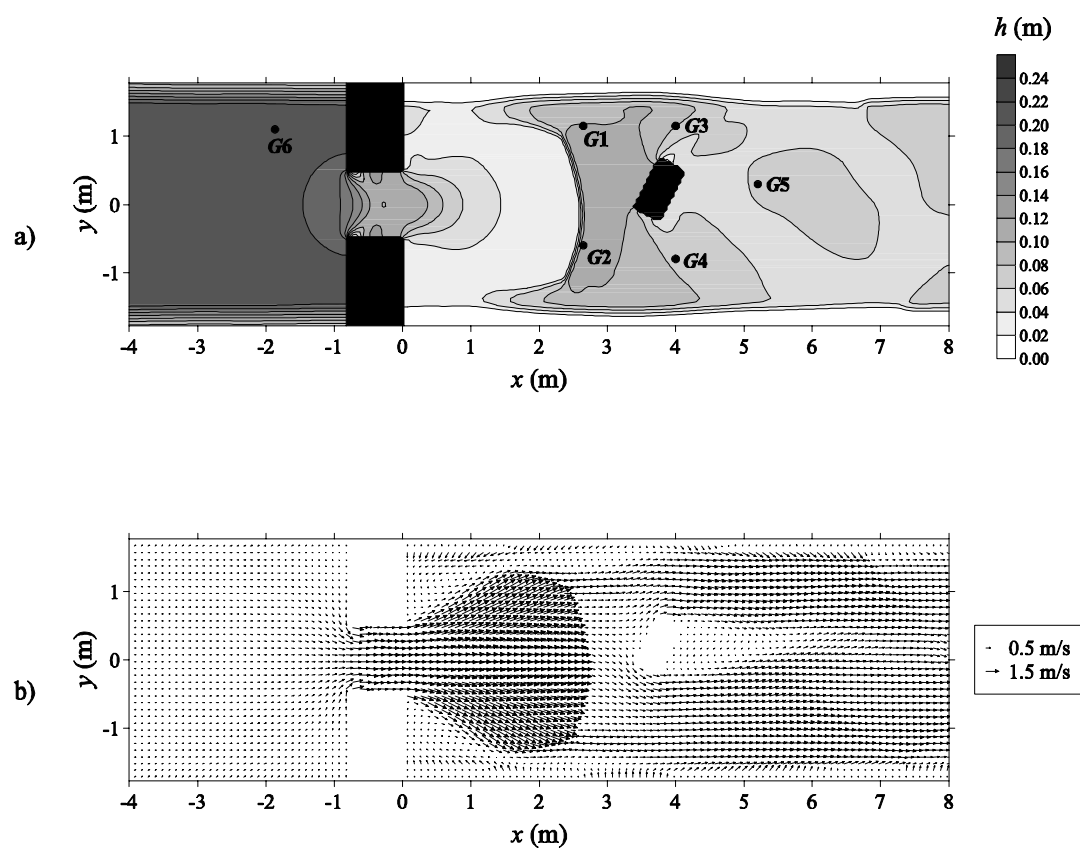 h (m)
0.24
0.22
0.20
0.18
0.16
0.14
0.12
0.10
0.08
0.06
0.04
0.02
0.00
a)
y (m)
1
0
-1
G6
G1
G3
G5
G2
G4
-4 -3 -2 -1 0 1 2 3 4 5 6 7 8
x (m)
b)
y (m)
1
0
-1
0.5 m/s
1.5 m/s
-4 -3 -2 -1 0 1 2 3 4 5 6 7 8
x (m)